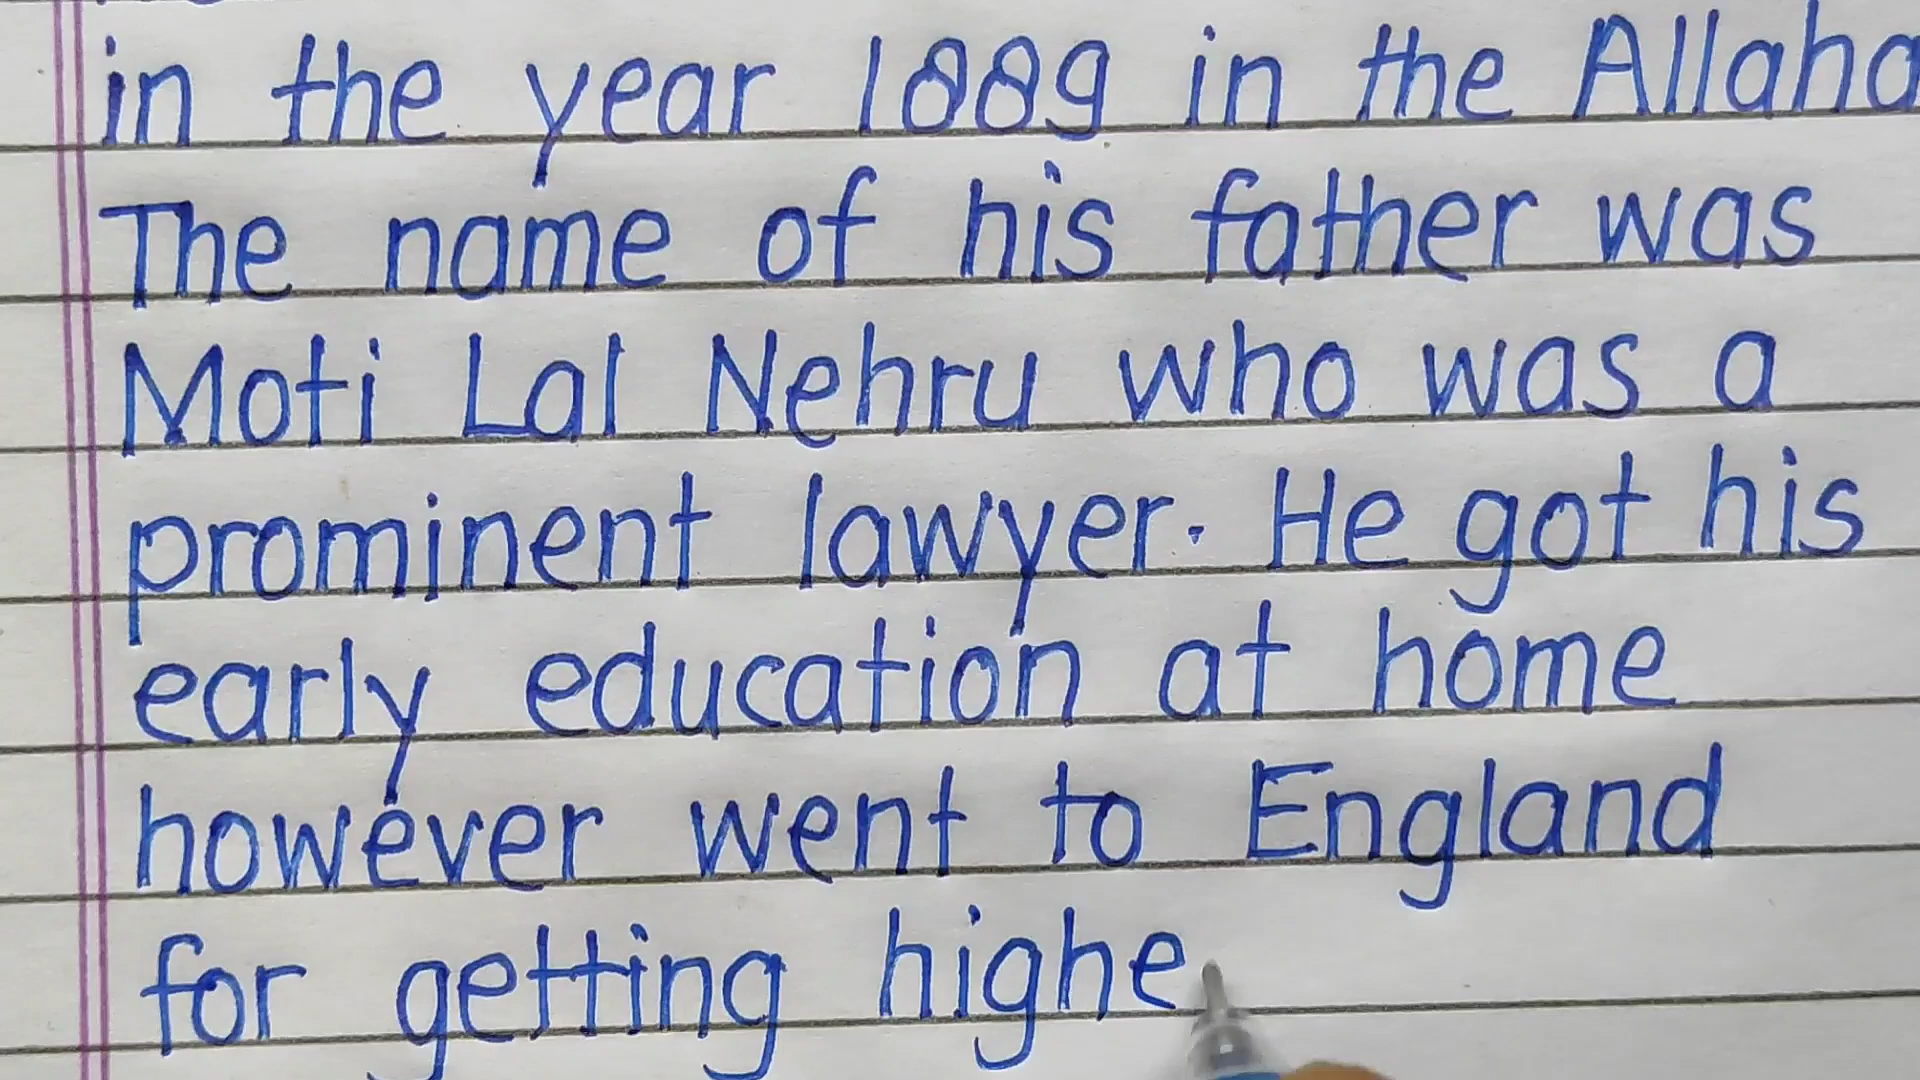 in the year 1889 in the Allaha
The name of his father was
Moti Lal Nehru who was a
prominent lawyer. He got his
early education at home
however went to England
for getting highe